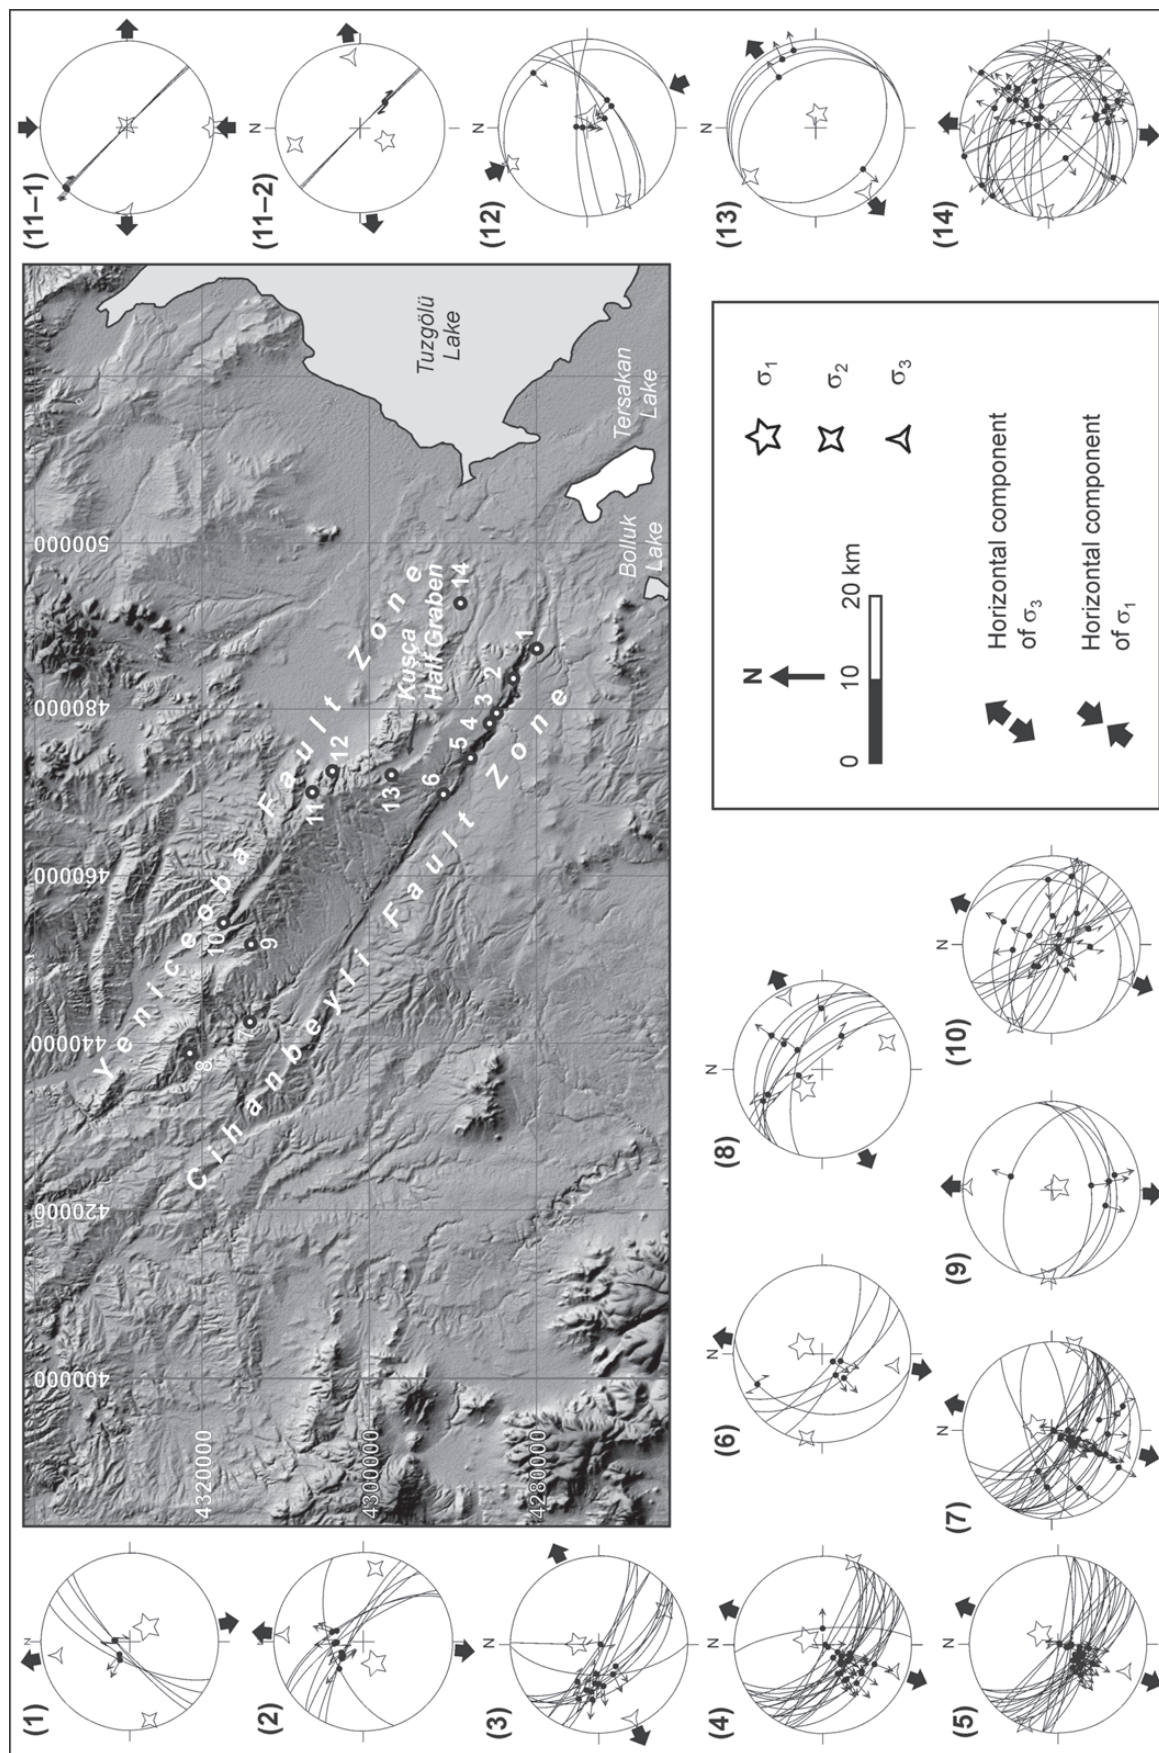 (1)
N
(2)
N
(3)
N
(4)
N
(5)
N
(6)
N
(7)
N
(8)
N
(9)
N
(10)
N
(11–1)
N
(11–2)
N
(12)
N
(13)
N
(14)
N
400000
420000
440000
460000
480000
500000
4320000
4300000
4280000
Yeniceoba Fault Zone
Cihanbeyli Fault Zone
Kuşça
Half Graben
Tuzgölü
Lake
Tersakan
Lake
Bolluk
Lake
1
2
3
4
5
6
7
8
9
10
11
12
13
14
N
0
10
20 km
σ1
σ2
σ3
Horizontal component
of σ3
Horizontal component
of σ1